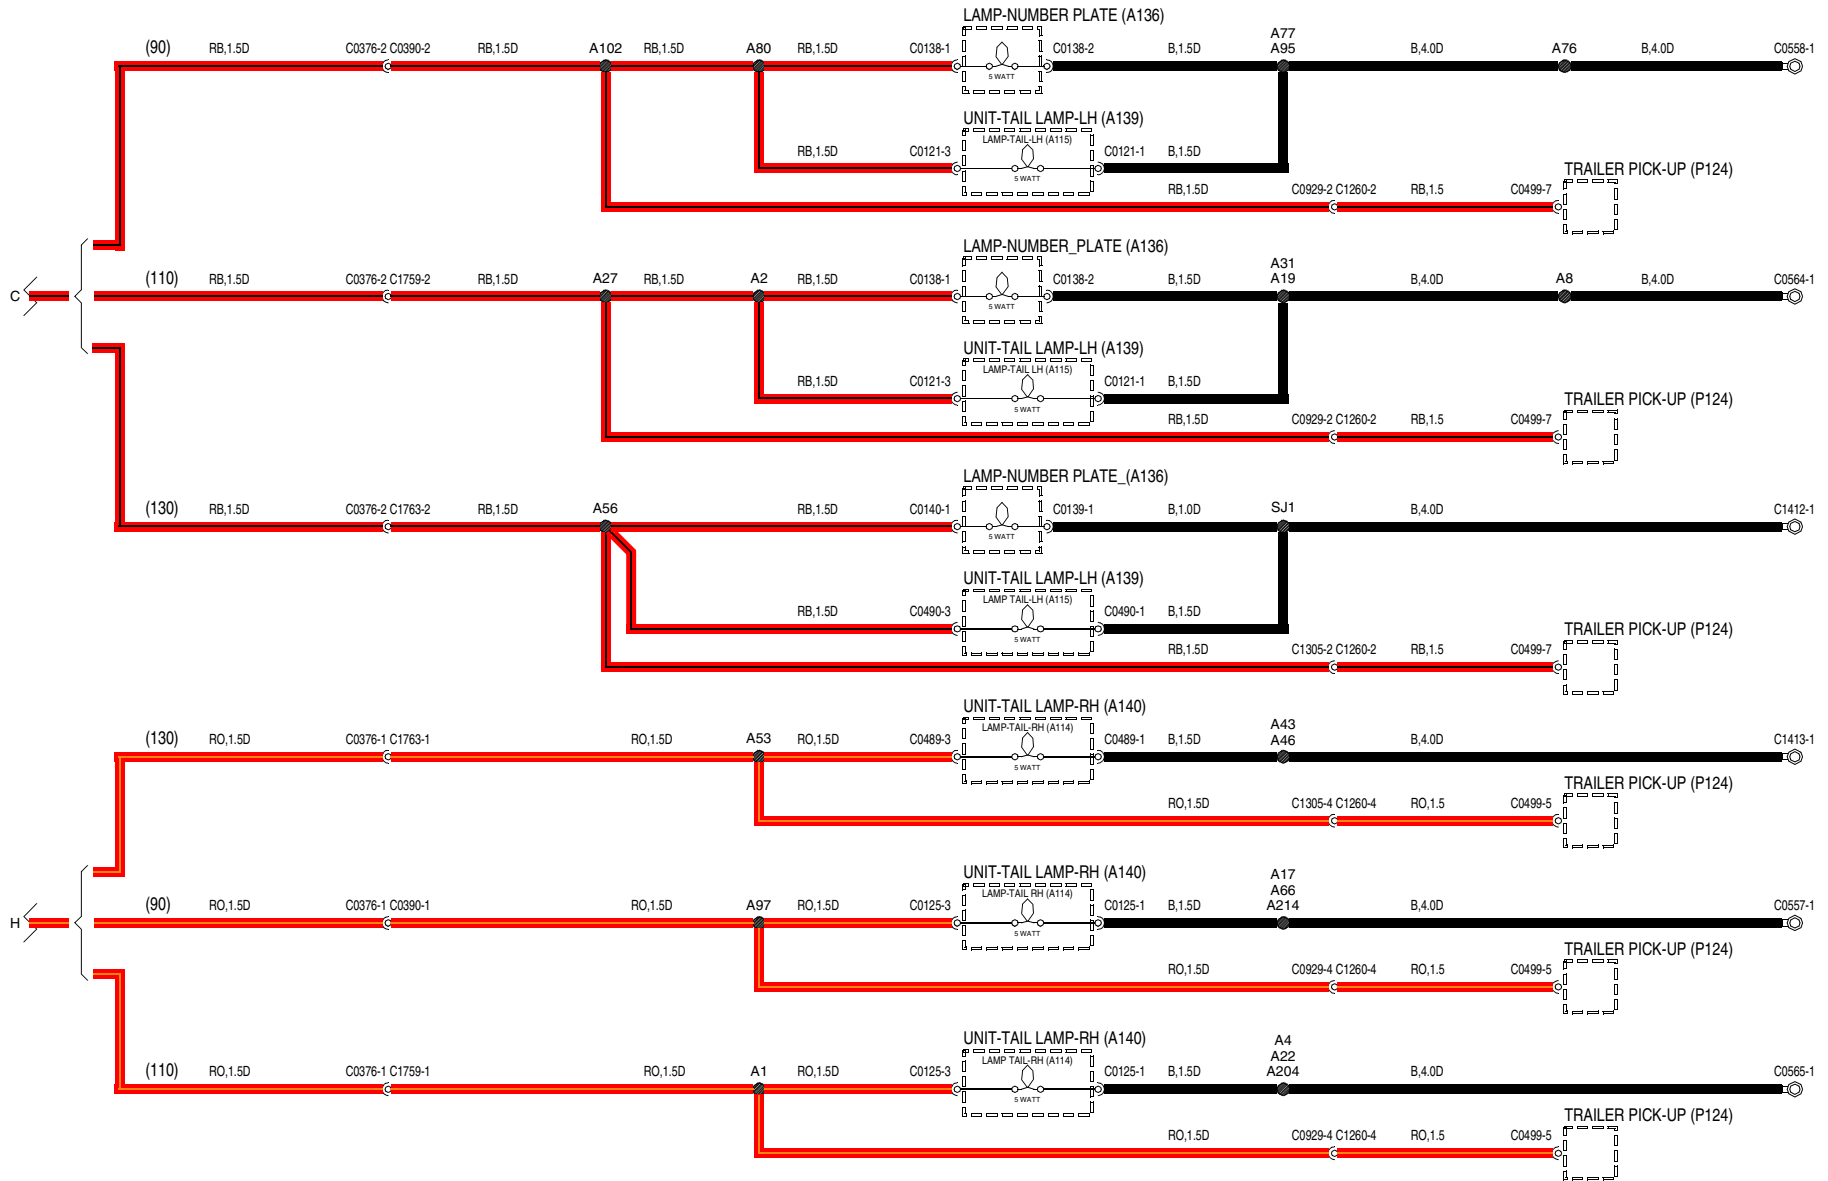 LAMP-NUMBER PLATE (A136)
(90) RB,1.5D C0376-2 C0390-2 RB,1.5D A102 RB,1.5D A80 RB,1.5D C0138-1 C0138-2 B,1.5D A77 B,4.0D A76 B,4.0D C0558-1
A95
5 WATT
UNIT-TAIL LAMP-LH (A139)
LAMP-TAIL-LH (A115)
RB,1.5D C0121-3 C0121-1 B,1.5D
5 WATT
TRAILER PICK-UP (P124)
RB,1.5D C0929-2 C1260-2 RB,1.5 C0499-7
LAMP-NUMBER_PLATE (A136)
A31
C (110) RB,1.5D C0376-2 C1759-2 RB,1.5D A27 RB,1.5D A2 RB,1.5D C0138-1 C0138-2 B,1.5D A19 B,4.0D A8 B,4.0D C0564-1
5 WATT
UNIT-TAIL LAMP-LH (A139)
LAMP-TAIL LH (A115)
RB,1.5D C0121-3 C0121-1 B,1.5D
5 WATT
TRAILER PICK-UP (P124)
RB,1.5D C0929-2 C1260-2 RB,1.5 C0499-7
LAMP-NUMBER PLATE_(A136)
(130) RB,1.5D C0376-2 C1763-2 RB,1.5D A56 RB,1.5D C0140-1 C0139-1 B,1.0D SJ1 B,4.0D C1412-1
5 WATT
UNIT-TAIL LAMP-LH (A139)
LAMP TAIL-LH (A115)
RB,1.5D C0490-3 C0490-1 B,1.5D
5 WATT
TRAILER PICK-UP (P124)
RB,1.5D C1305-2 C1260-2 RB,1.5 C0499-7
UNIT-TAIL LAMP-RH (A140)
LAMP-TAIL-RH (A114)
A43
(130) RO,1.5D C0376-1 C1763-1 RO,1.5D A53 RO,1.5D C0489-3 C0489-1 B,1.5D A46 B,4.0D C1413-1
5 WATT
TRAILER PICK-UP (P124)
RO,1.5D C1305-4 C1260-4 RO,1.5 C0499-5
UNIT-TAIL LAMP-RH (A140)
A17
LAMP-TAIL RH (A114)
A66
H (90) RO,1.5D C0376-1 C0390-1 RO,1.5D A97 RO,1.5D C0125-3 C0125-1 B,1.5D A214 B,4.0D C0557-1
5 WATT
TRAILER PICK-UP (P124)
RO,1.5D C0929-4 C1260-4 RO,1.5 C0499-5
UNIT-TAIL LAMP-RH (A140)
A4
LAMP TAIL-RH (A114)
A22
(110) RO,1.5D C0376-1 C1759-1 RO,1.5D A1 RO,1.5D C0125-3 C0125-1 B,1.5D A204 B,4.0D C0565-1
5 WATT
TRAILER PICK-UP (P124)
RO,1.5D C0929-4 C1260-4 RO,1.5 C0499-5